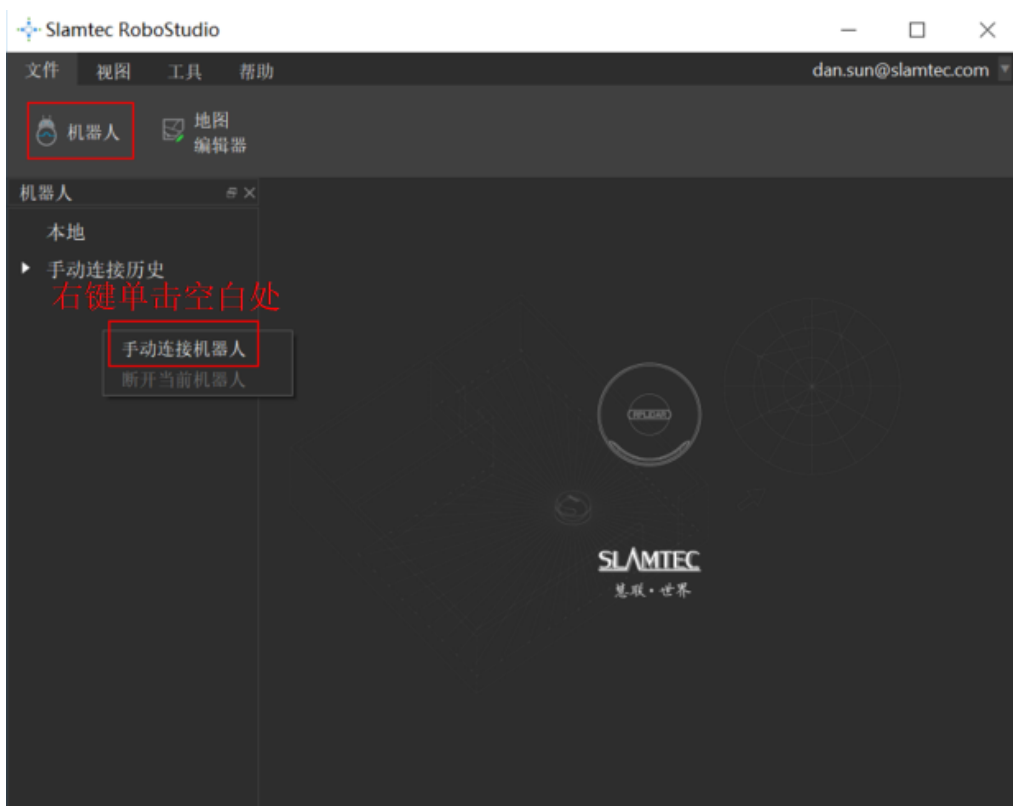 Slamtec RoboStudio
文件 视图 工具 帮助 dan.sun@slamtec.com
机器人 地图
编辑器
机器人
本地
手动连接历史
右键单击空白处
手动连接机器人
断开当前机器人
RPLIDAR
SLAMTEC
慧联·世界